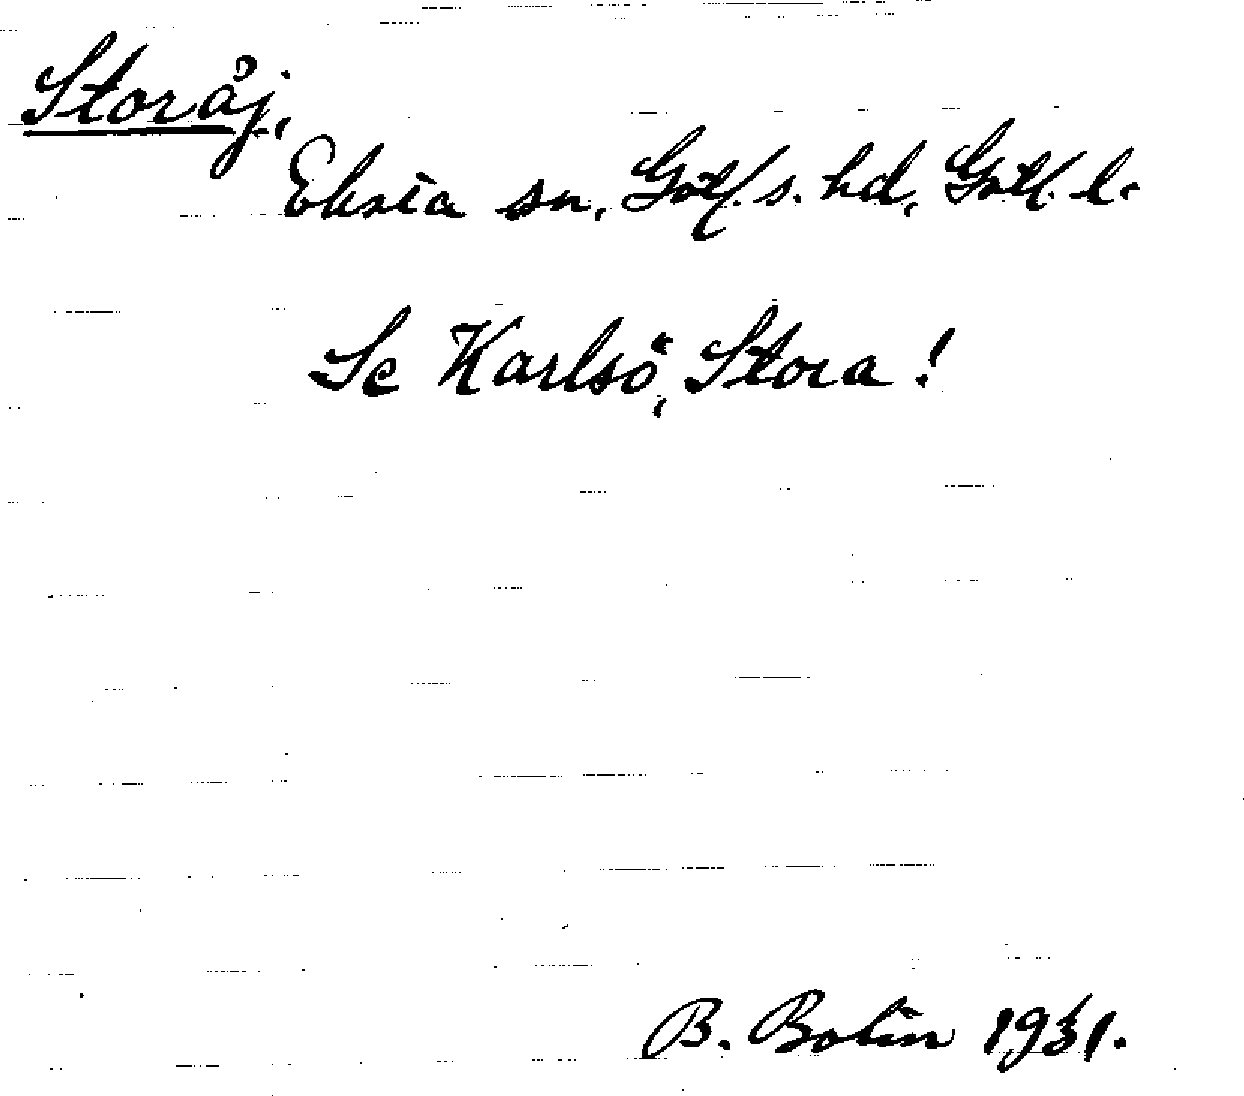 Storåj,
Eksta sn, Gotl. s. hd, Gotl. l.
Se Karlsö, Stora!
B. Bolin 1931.